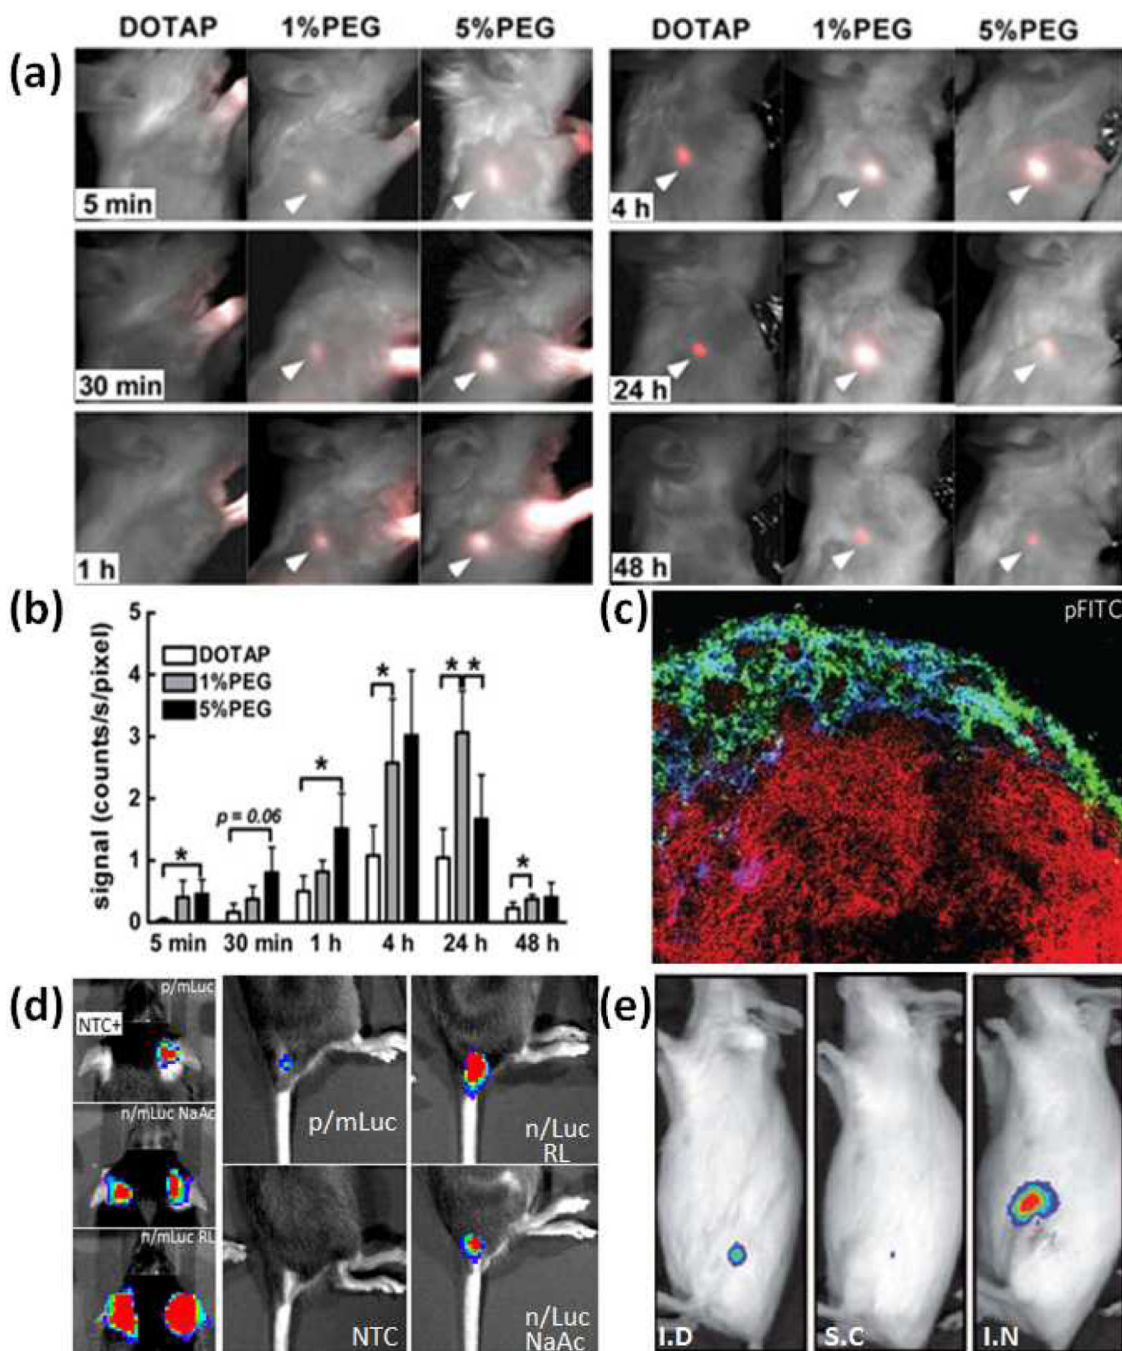 DOTAP 1%PEG 5%PEG DOTAP 1%PEG 5%PEG
(a)
5 min
4 h
30 min
24 h
1 h
48 h
(b)
signal (counts/s/pixel)
5
4
3
2
1
0
DOTAP
1%PEG
5%PEG
*
p = 0.06
*
*
* *
*
5 min 30 min 1 h 4 h 24 h 48 h
(c)
pFITC
(d)
p/mLuc
NTC+
n/mLuc NaAc
n/mLuc RL
p/mLuc
n/Luc
RL
NTC
n/Luc
NaAc
(e)
I.D
S.C
I.N